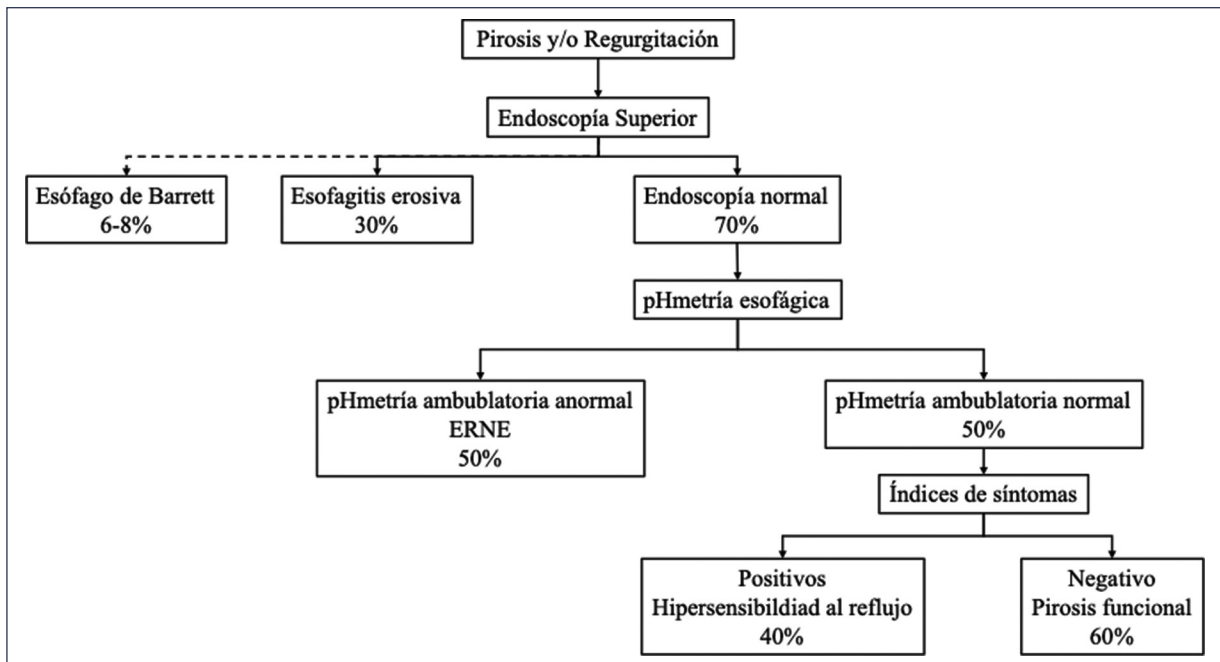 Pirosis y/o Regurgitación
Endoscopía Superior
Esófago de Barrett
6-8%
Esofagitis erosiva
30%
Endoscopía normal
70%
pHmetría esofágica
pHmetría ambublatoria anormal
ERNE
50%
pHmetría ambublatoria normal
50%
Índices de síntomas
Positivos
Hipersensibildiad al reflujo
40%
Negativo
Pirosis funcional
60%